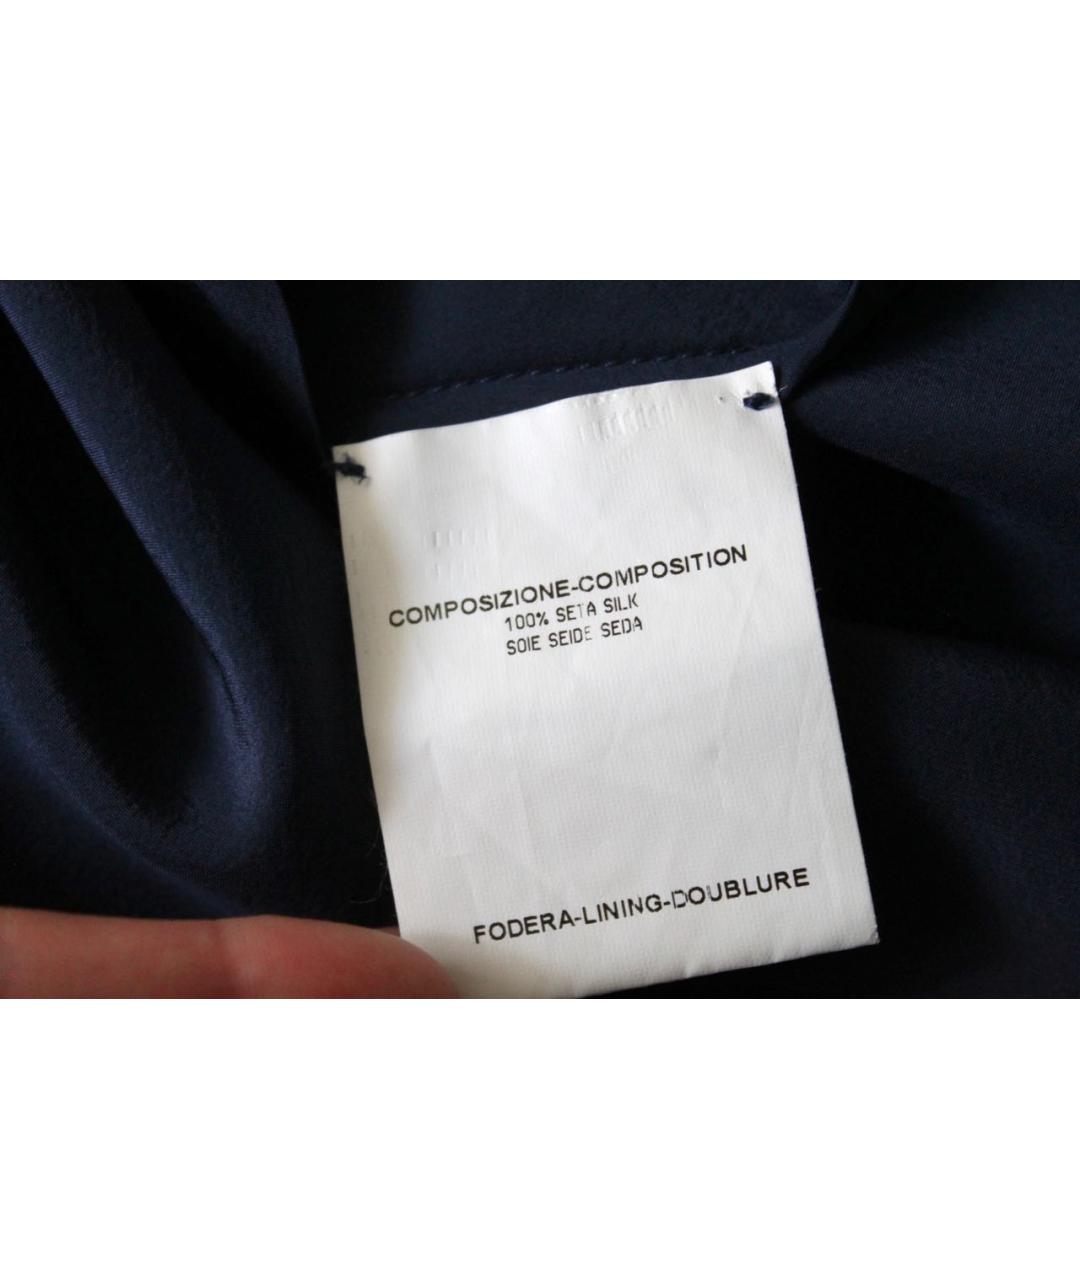 COMPOSIZIONE-COMPOSITION
100% SETA SILK
SOIE SEIDE SEDA
FODERA-LINING-DOUBLURE